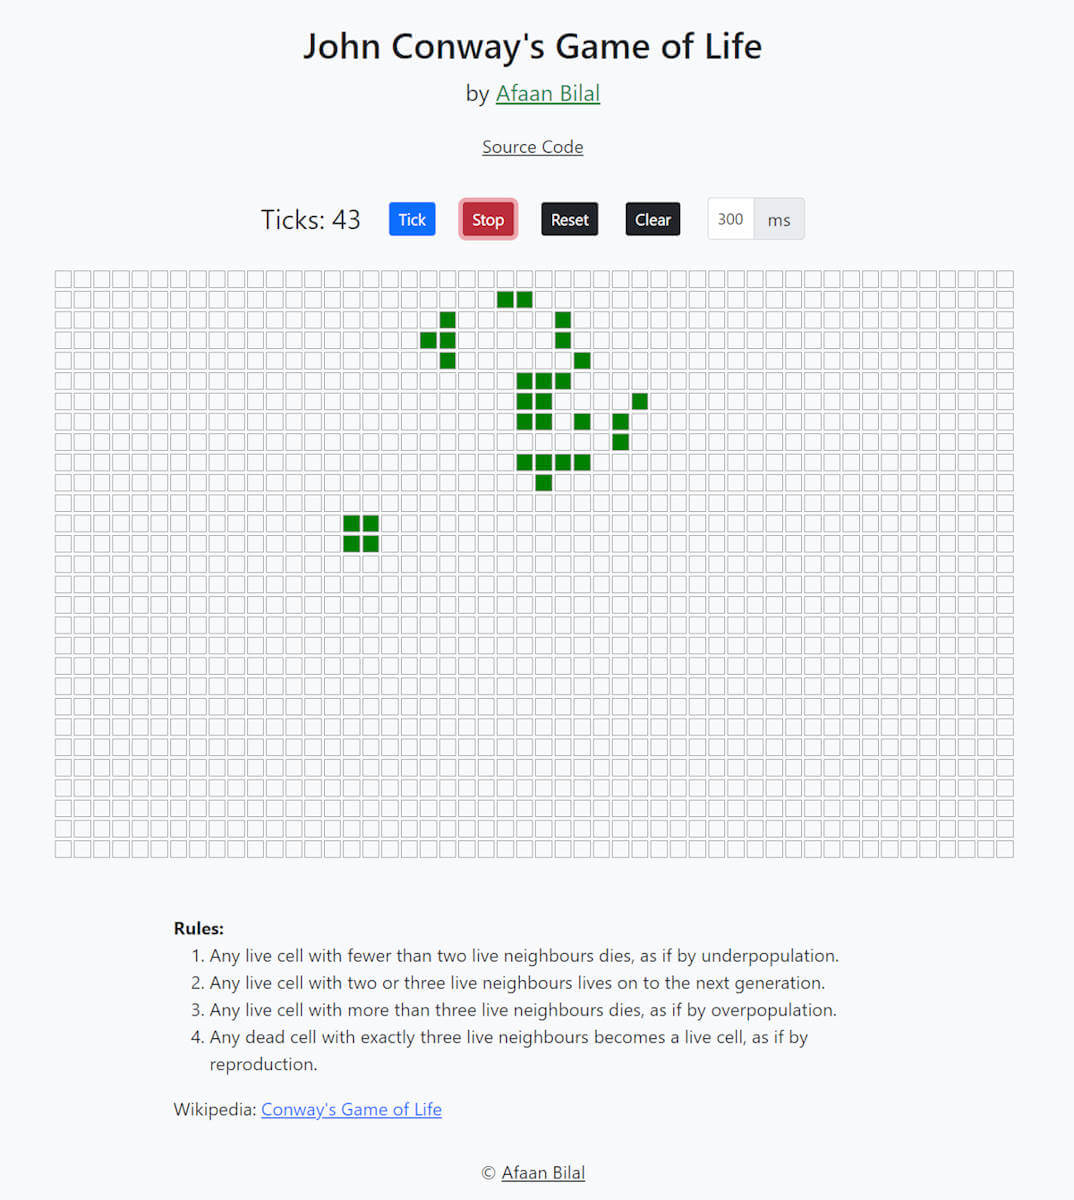 John Conway's Game of Life
by Afaan Bilal
Source Code
Ticks: 43 Tick Stop Reset Clear 300 ms
Rules:
1. Any live cell with fewer than two live neighbours dies, as if by underpopulation.
2. Any live cell with two or three live neighbours lives on to the next generation.
3. Any live cell with more than three live neighbours dies, as if by overpopulation.
4. Any dead cell with exactly three live neighbours becomes a live cell, as if by
reproduction.
Wikipedia: Conway's Game of Life
© Afaan Bilal